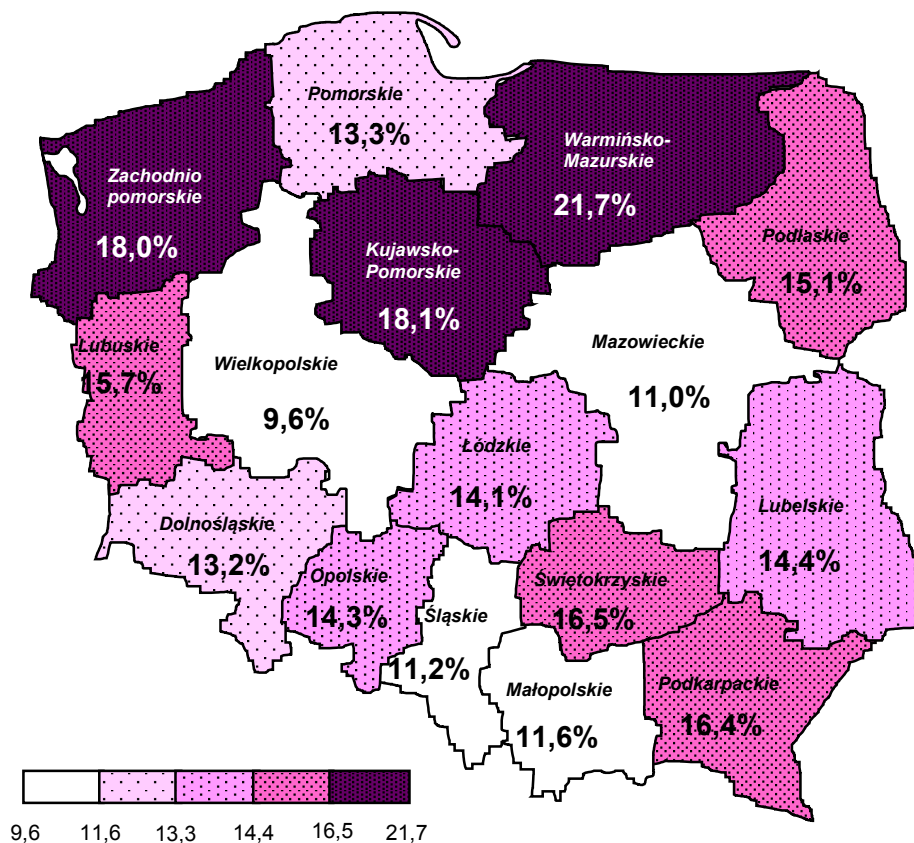 Pomorskie
13,3%
Warmińsko-
Mazurskie
21,7%
Zachodnio
pomorskie
18,0%
Kujawsko-
Pomorskie
18,1%
Podlaskie
15,1%
Lubuskie
15,7%
Wielkopolskie
9,6%
Mazowieckie
11,0%
Łódzkie
14,1%
Lubelskie
14,4%
Dolnośląskie
13,2%
Opolskie
14,3%
Śląskie
11,2%
Świętokrzyskie
16,5%
Małopolskie
11,6%
Podkarpackie
16,4%
9,6 11,6 13,3 14,4 16,5 21,7